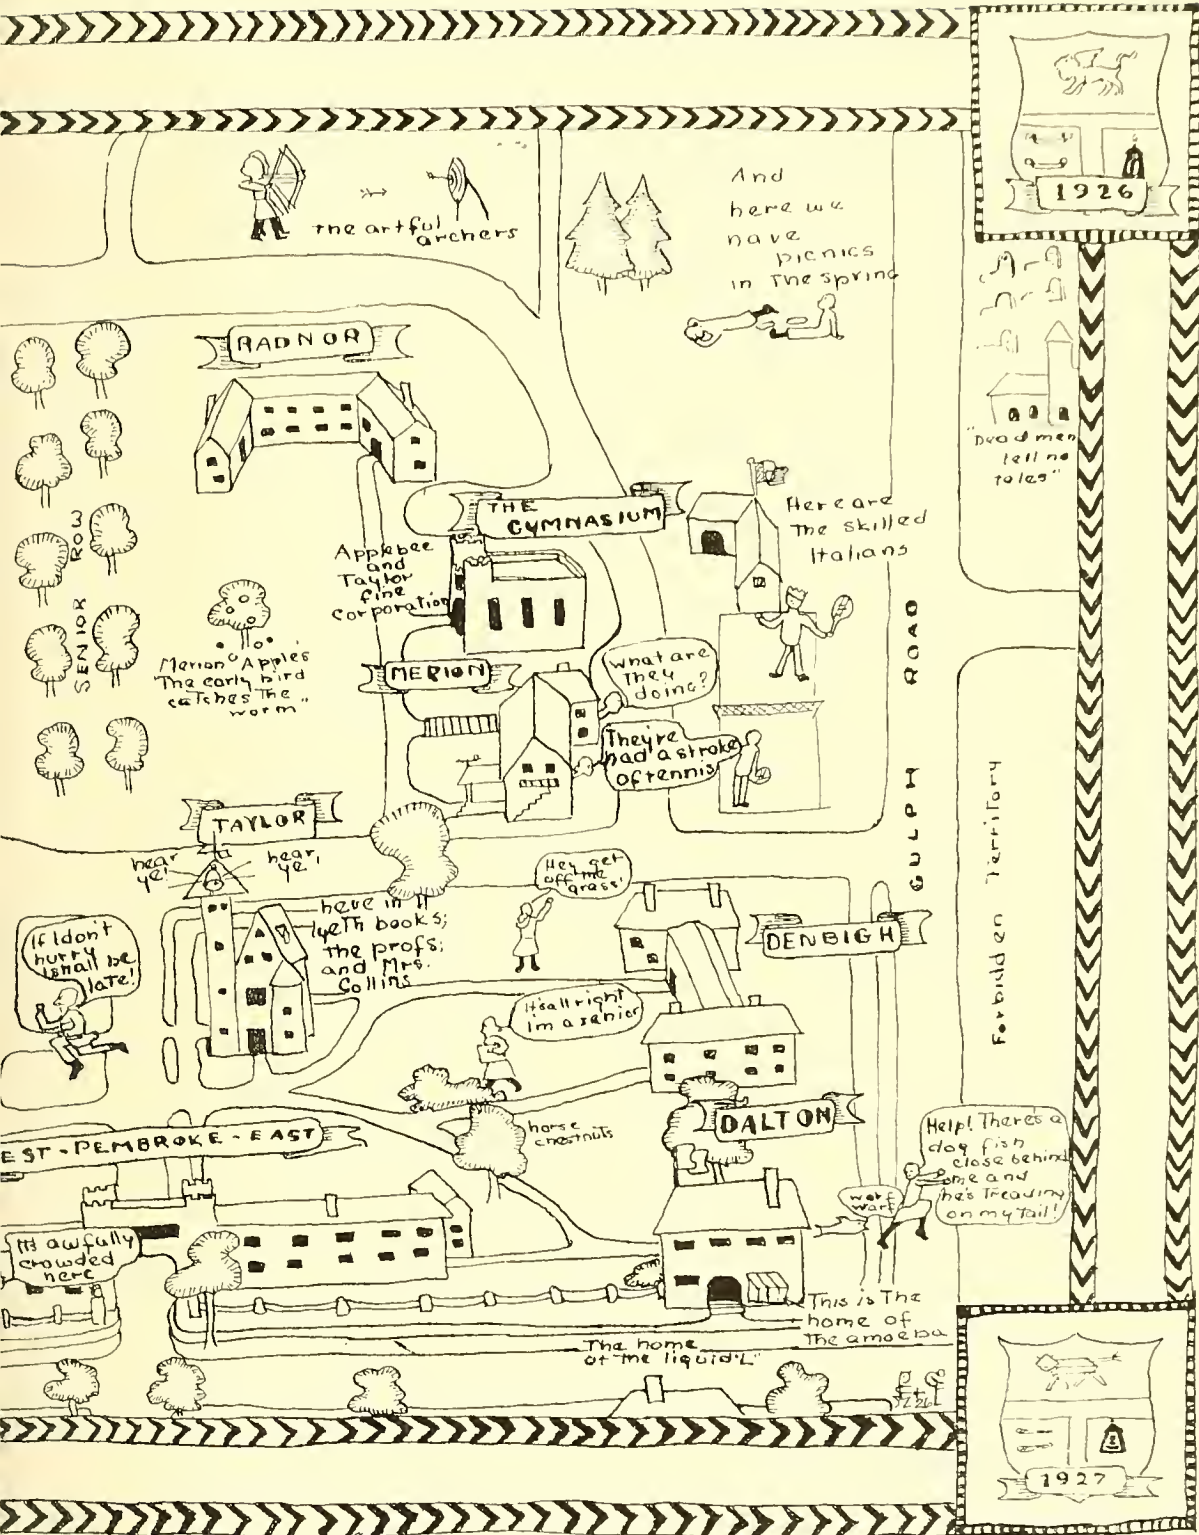 1926
The artful
archers
And
here we
have
picnics
in The spring
RADNOR
"Dead men
tell no
tales"
THE
GYMNASIUM
Here are
The skilled
Italians
Applebee
and
Taylor
fine
corporation
SENIOR ROW
Merion Apples
"The early bird
catches The
worm"
MERION
What are
They
doing?
They're
had a stroke
of Tennis
GULPH ROAD
Forbidden Territory
TAYLOR
hear
ye!
hear,
ye
here in it
lyeth books;
the profs;
and Mrs.
Collins
Hey get
off the
grass!
DENBIGH
If I don't
hurry
I shall be
late!
Its all right
Im a senior
horse
chestnuts
DALTON
EST-PEMBROKE-EAST
Help! There's a
dog fish
close behind
me and
he's Treading
on my Tail!
worf
warf
Its awfully
crowded
here
This is The
home of
The amoeba
The home
of the liquid "L"
1927